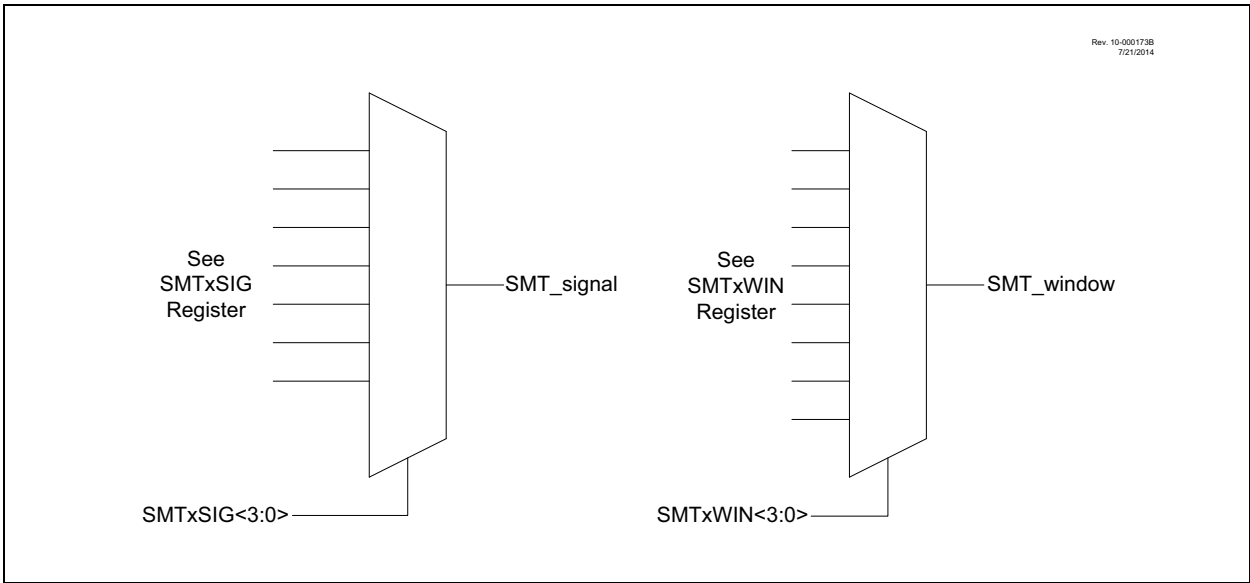 Rev. 10-000173B
7/21/2014
See
SMTxSIG
Register
SMT_signal
SMTxSIG<3:0>
See
SMTxWIN
Register
SMT_window
SMTxWIN<3:0>